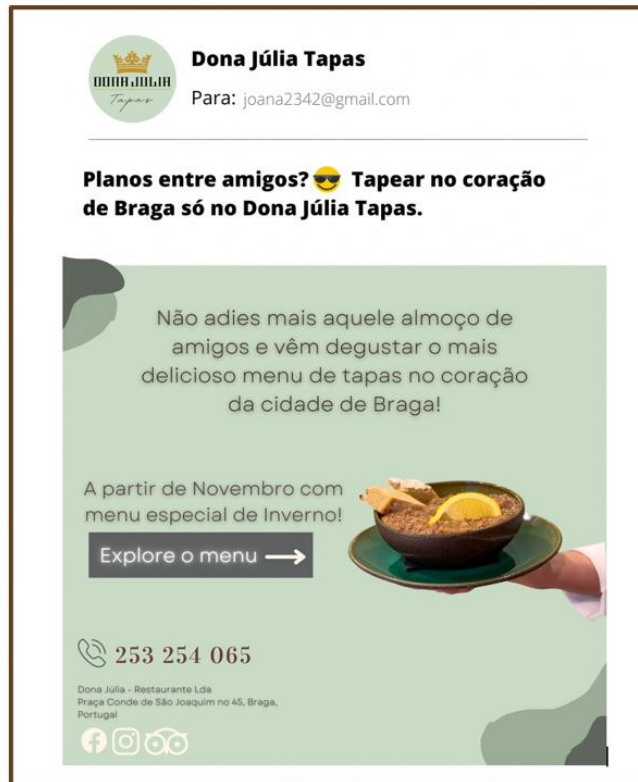 DONA JULIA
Tapas
Dona Júlia Tapas
Para: joana2342@gmail.com
Planos entre amigos? 😎 Tapear no coração
de Braga só no Dona Júlia Tapas.
Não adies mais aquele almoço de
amigos e vêm degustar o mais
delicioso menu de tapas no coração
da cidade de Braga!
A partir de Novembro com
menu especial de Inverno!
Explore o menu
253 254 065
Dona Júlia - Restaurante Lda
Praça Conde de São Joaquim no 45, Braga,
Portugal